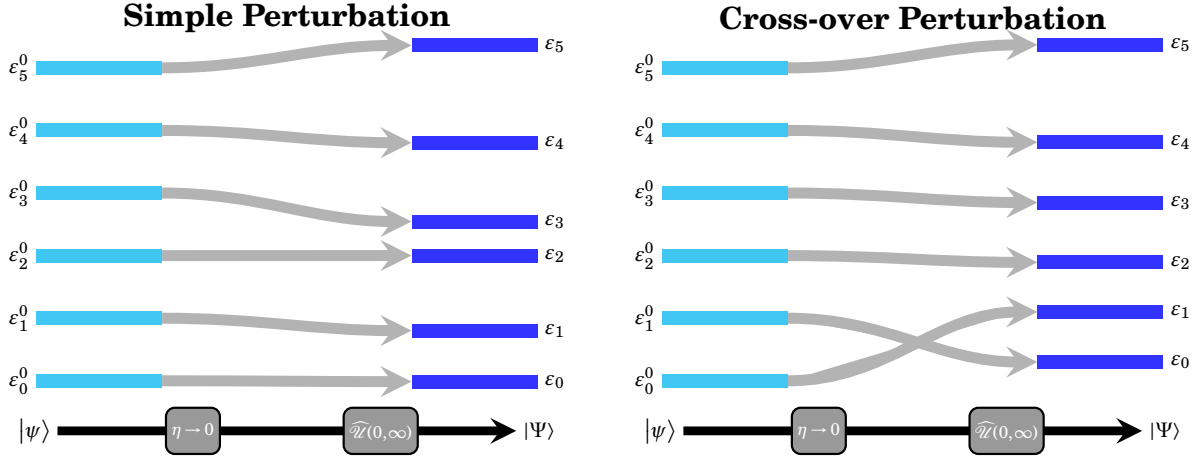 Simple Perturbation
ε₅⁰
ε₅
ε₄⁰
ε₄
ε₃⁰
ε₃
ε₂⁰
ε₂
ε₁⁰
ε₁
ε₀⁰
ε₀
|ψ⟩ η → 0 𝒰̂(0,∞) |Ψ⟩
Cross-over Perturbation
ε₅⁰
ε₅
ε₄⁰
ε₄
ε₃⁰
ε₃
ε₂⁰
ε₂
ε₁⁰
ε₁
ε₀
ε₀⁰
|ψ⟩ η → 0 𝒰̂(0,∞) |Ψ⟩